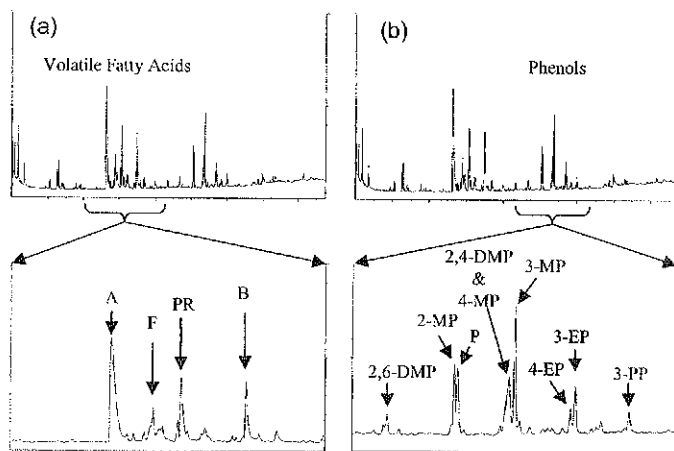 (a)
Volatile Fatty Acids
A
F
PR
B
(b)
Phenols
2,4-DMP
&
4-MP
3-MP
2-MP
P
3-EP
2,6-DMP
4-EP
3-PP